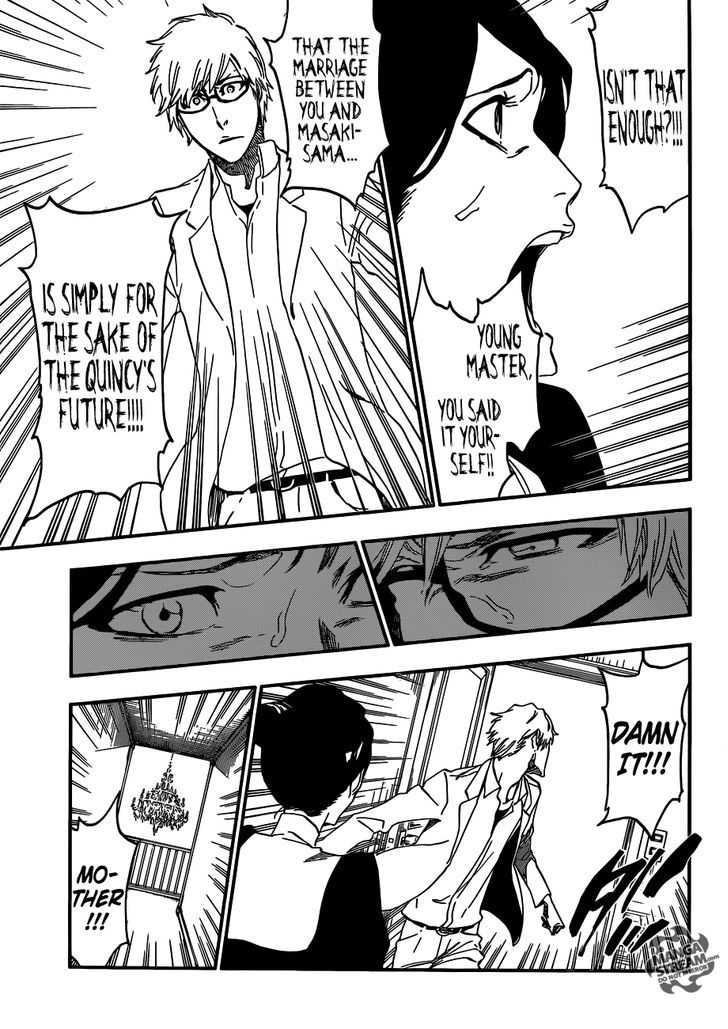 ISN'T THAT
ENOUGH?!!!
YOUNG
MASTER,
YOU SAID
IT YOUR-
SELF!!
THAT THE
MARRIAGE
BETWEEN
YOU AND
MASAKI-
SAMA...
IS SIMPLY FOR
THE SAKE OF
THE QUINCY'S
FUTURE!!!!
DAMN
IT!!!
MO-
THER!!!
MANGA
STREAM.com
DO NOT MIRROR